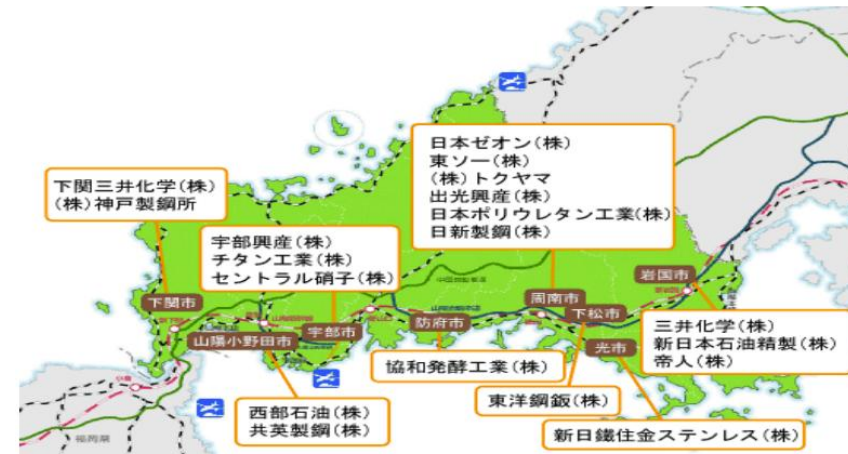 日本ゼオン(株)
東ソー(株)
(株)トクヤマ
出光興産(株)
日本ポリウレタン工業(株)
日新製鋼(株)
下関三井化学(株)
(株)神戸製鋼所
宇部興産(株)
チタン工業(株)
セントラル硝子(株)
岩国市
下関市
周南市
下松市
防府市
宇部市
山陽小野田市
光市
三井化学(株)
新日本石油精製(株)
帝人(株)
協和発酵工業(株)
東洋鋼鈑(株)
西部石油(株)
共英製鋼(株)
新日鐵住金ステンレス(株)
福岡県